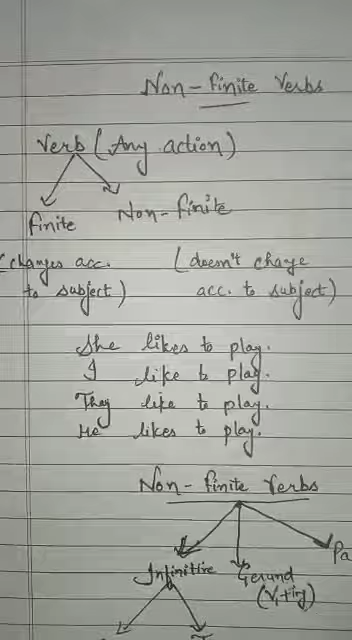 Non-finite Verbs
Verb (Any action)
finite Non-finite
(changes acc. (doesn't change
to subject) acc. to subject)
She likes to play.
I like to play.
They like to play.
He likes to play.
Non-finite Verbs
Infinitive Gerund
(V₁+ing)